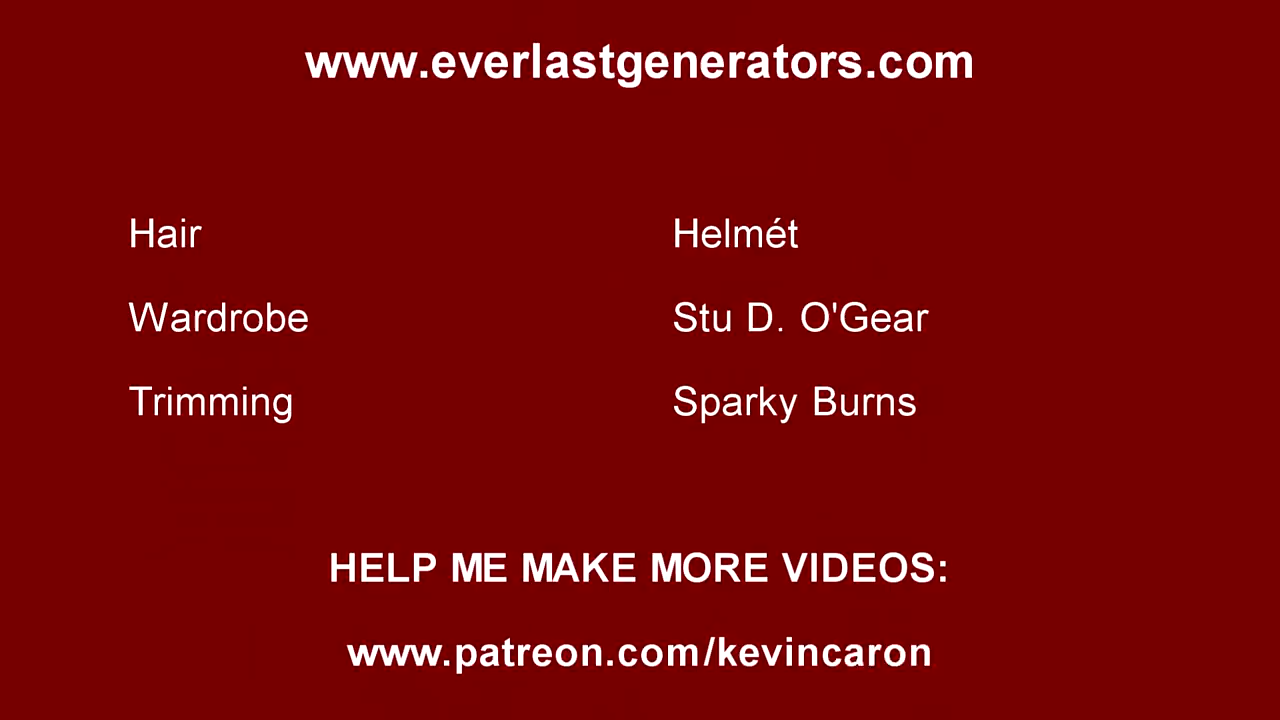 www.everlastgenerators.com
Hair Helmét
Wardrobe Stu D. O'Gear
Trimming Sparky Burns
HELP ME MAKE MORE VIDEOS:
www.patreon.com/kevincaron